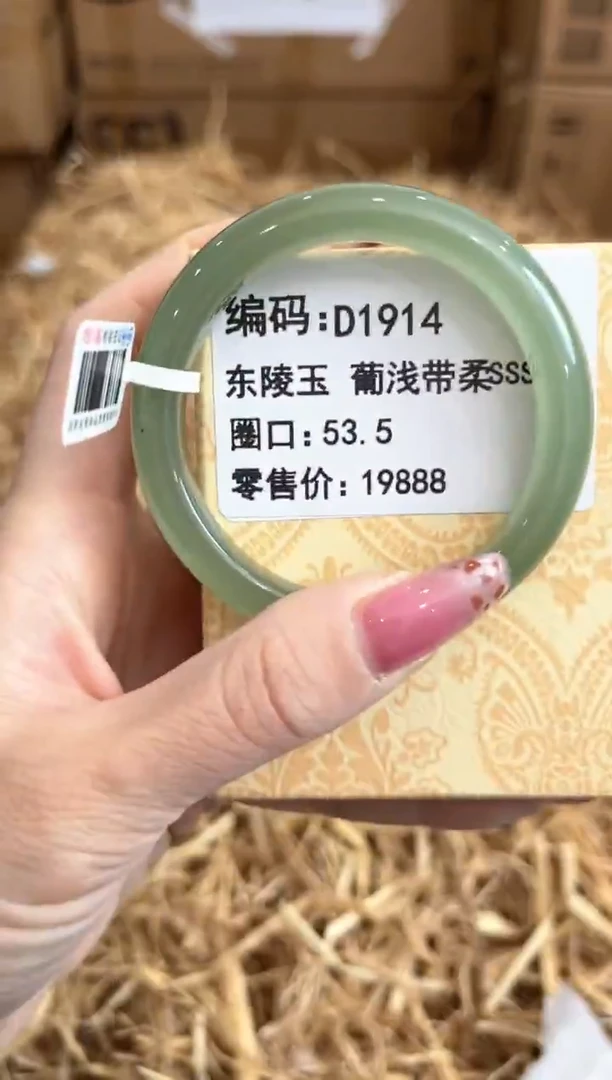 编码:D1914
东陵玉 葡浅带柔SSS
圈口: 53.5
零售价: 19888